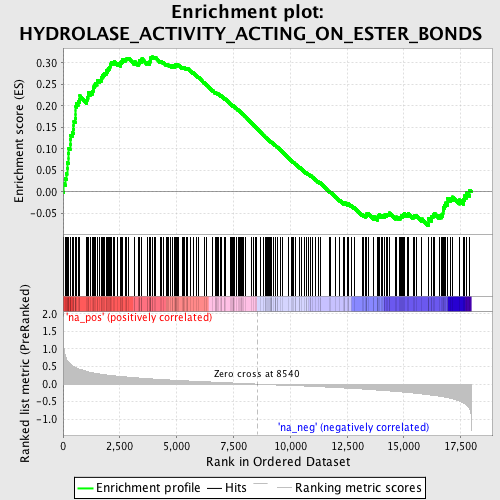 Enrichment plot:
HYDROLASE_ACTIVITY_ACTING_ON_ESTER_BONDS
Enrichment score (ES)
0.30
0.25
0.20
0.15
0.10
0.05
0.00
-0.05
'na_pos' (positively correlated)
Ranked list metric (PreRanked)
2.0
1.5
1.0
0.5
0.0
-0.5
-1.0
Zero cross at 8540
'na_neg' (negatively correlated)
0 2,500 5,000 7,500 10,000 12,500 15,000 17,500
Rank in Ordered Dataset
Enrichment profile Hits Ranking metric scores